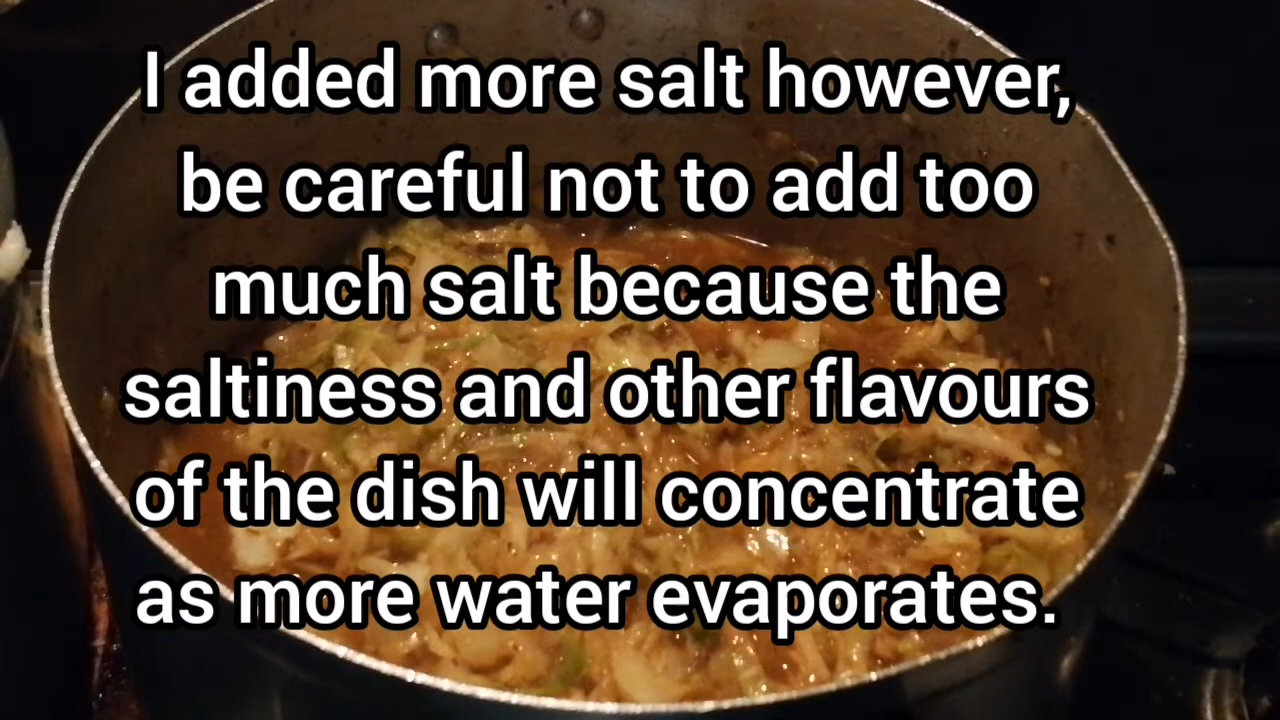 I added more salt however,
be careful not to add too
much salt because the
saltiness and other flavours
of the dish will concentrate
as more water evaporates.